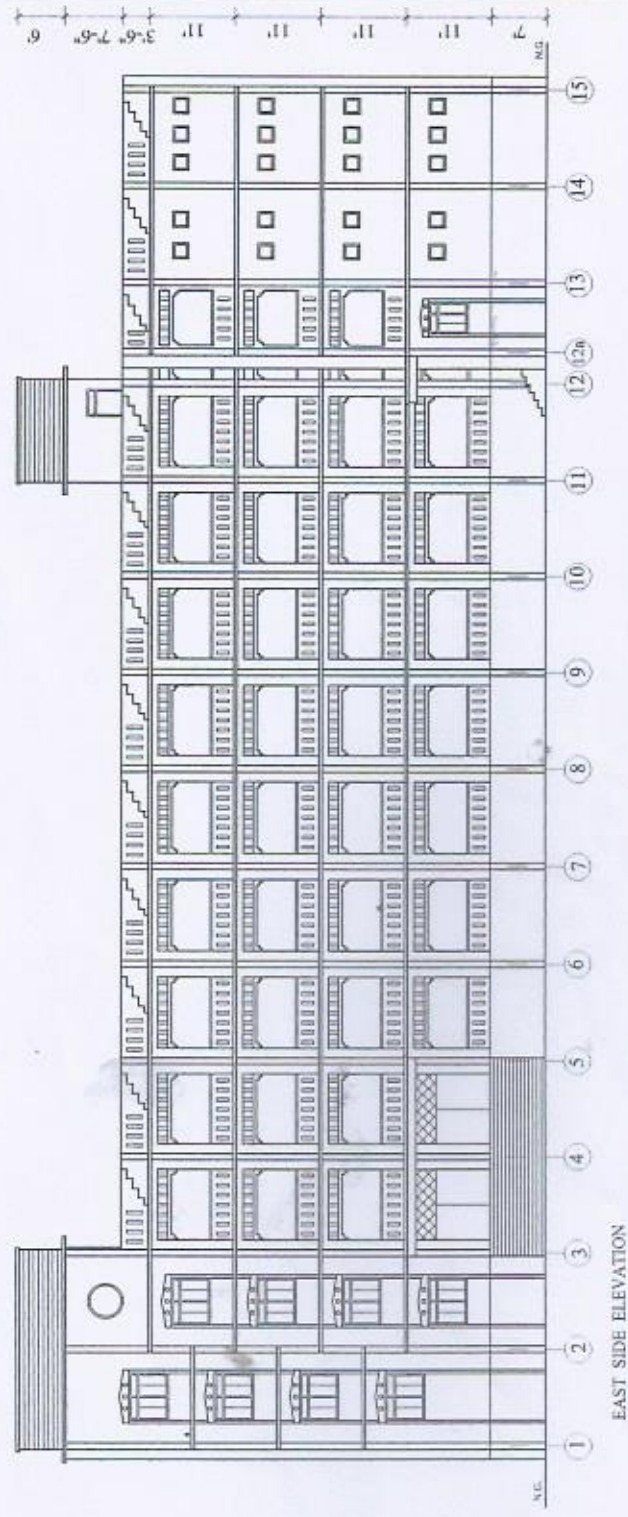 6' 7'-6" 3'-6" 11' 11' 11' 11' 7'
N.G. N.G.
1 2 3 4 5 6 7 8 9 10 11 12 12a 13 14 15
EAST SIDE ELEVATION